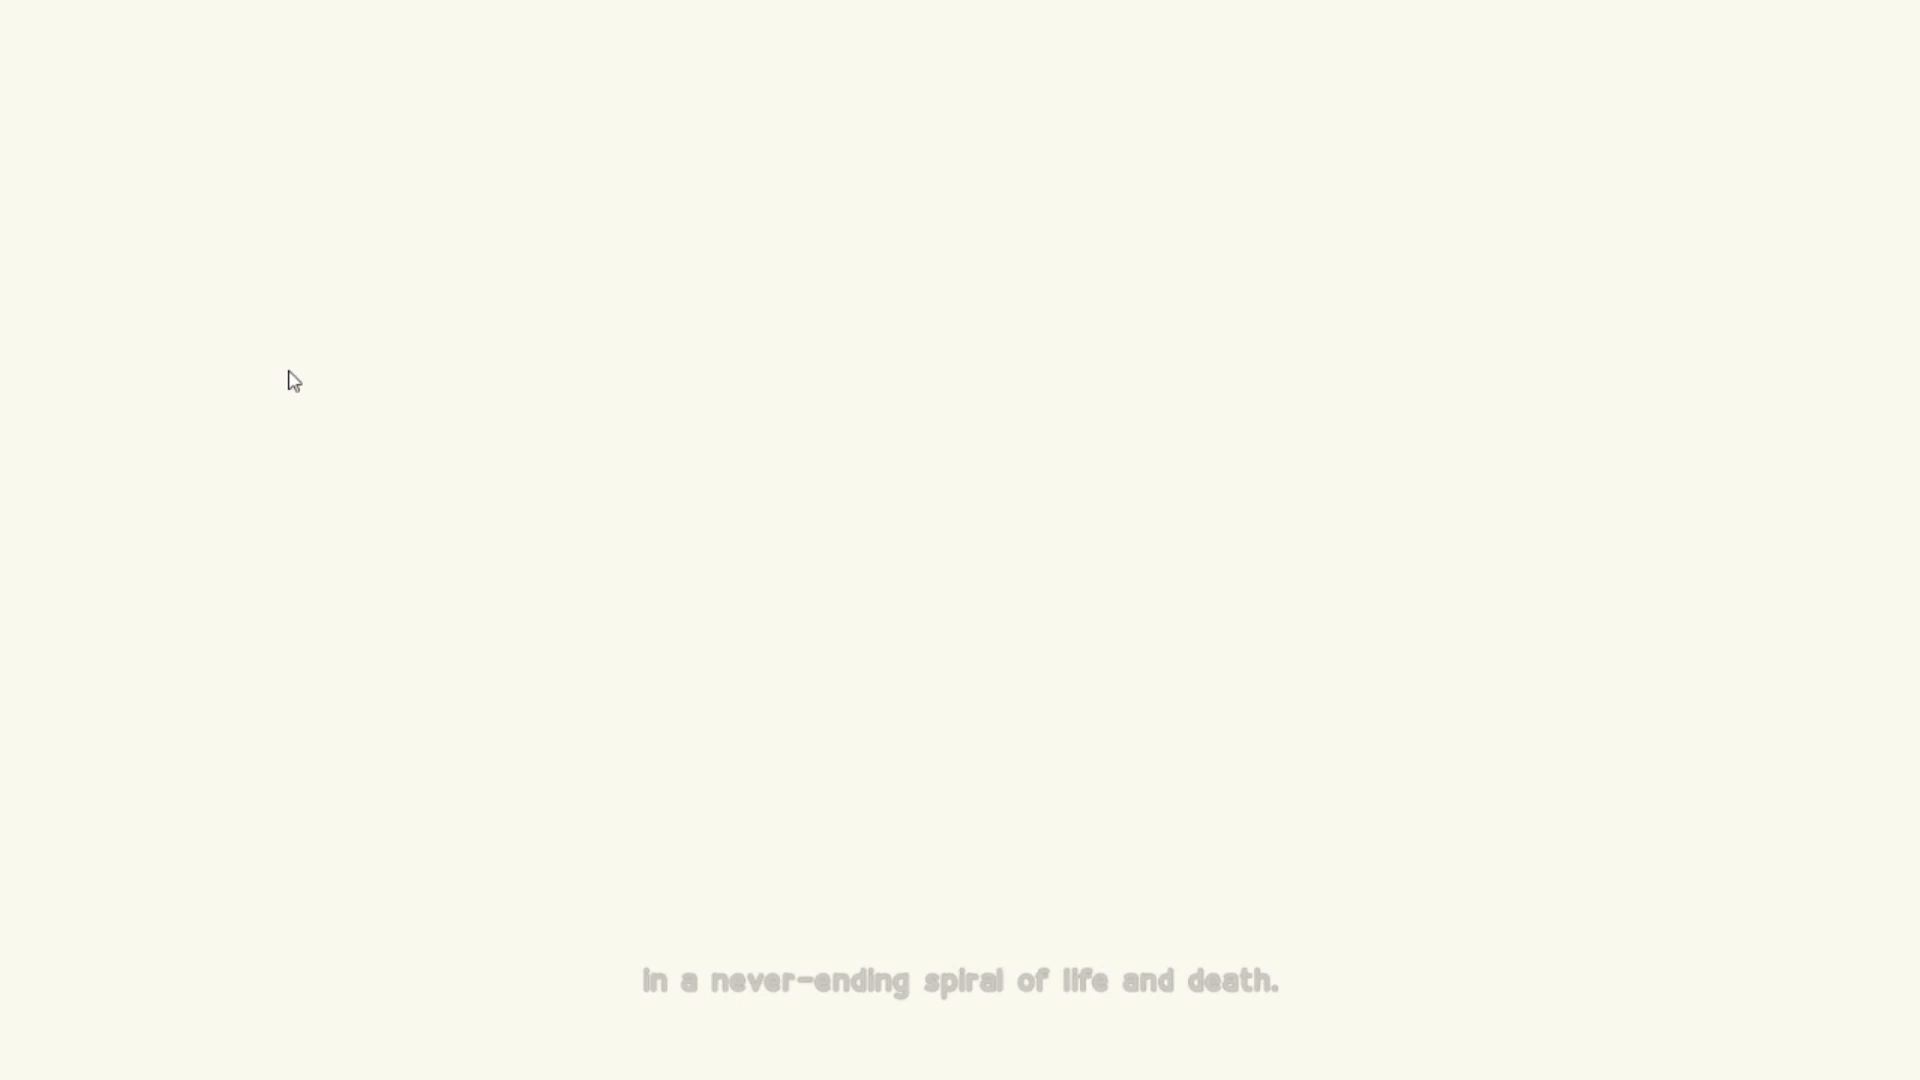 in a never-ending spiral of life and death.